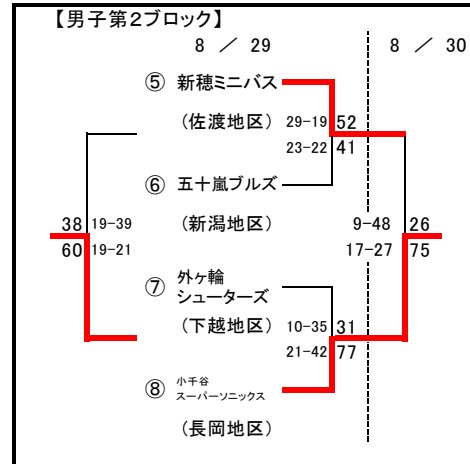 【男子第2ブロック】
8 ／ 29
8 ／ 30
⑤ 新穂ミニバス
(佐渡地区)
29-19 52
23-22 41
⑥ 五十嵐ブルズ
(新潟地区)
38 19-39
60 19-21
9-48 26
17-27 75
⑦ 外ヶ輪
シューターズ
(下越地区)
10-35 31
21-42 77
⑧ 小千谷
スーパーソニックス
(長岡地区)